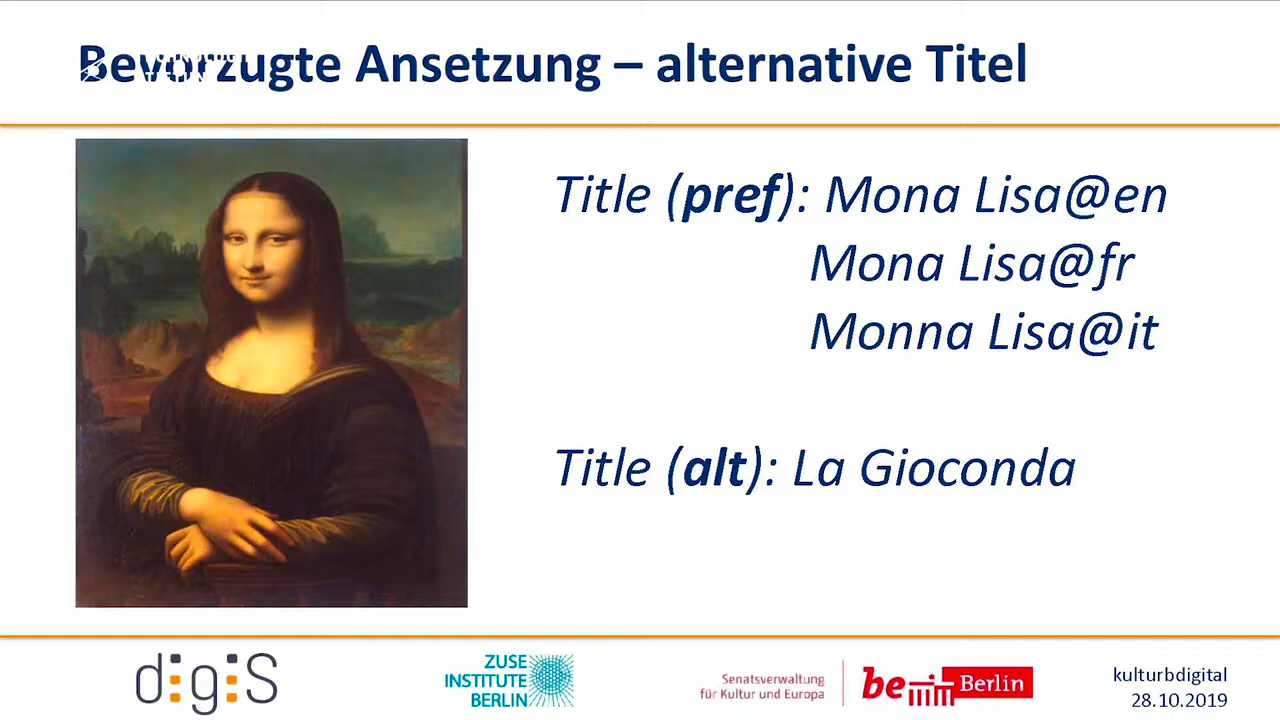 Bevorzugte Ansetzung – alternative Titel
Title (pref): Mona Lisa@en
Mona Lisa@fr
Monna Lisa@it
Title (alt): La Gioconda
digiS
ZUSE
INSTITUTE
BERLIN
Senatsverwaltung
für Kultur und Europa
be Berlin
kulturbdigital
28.10.2019